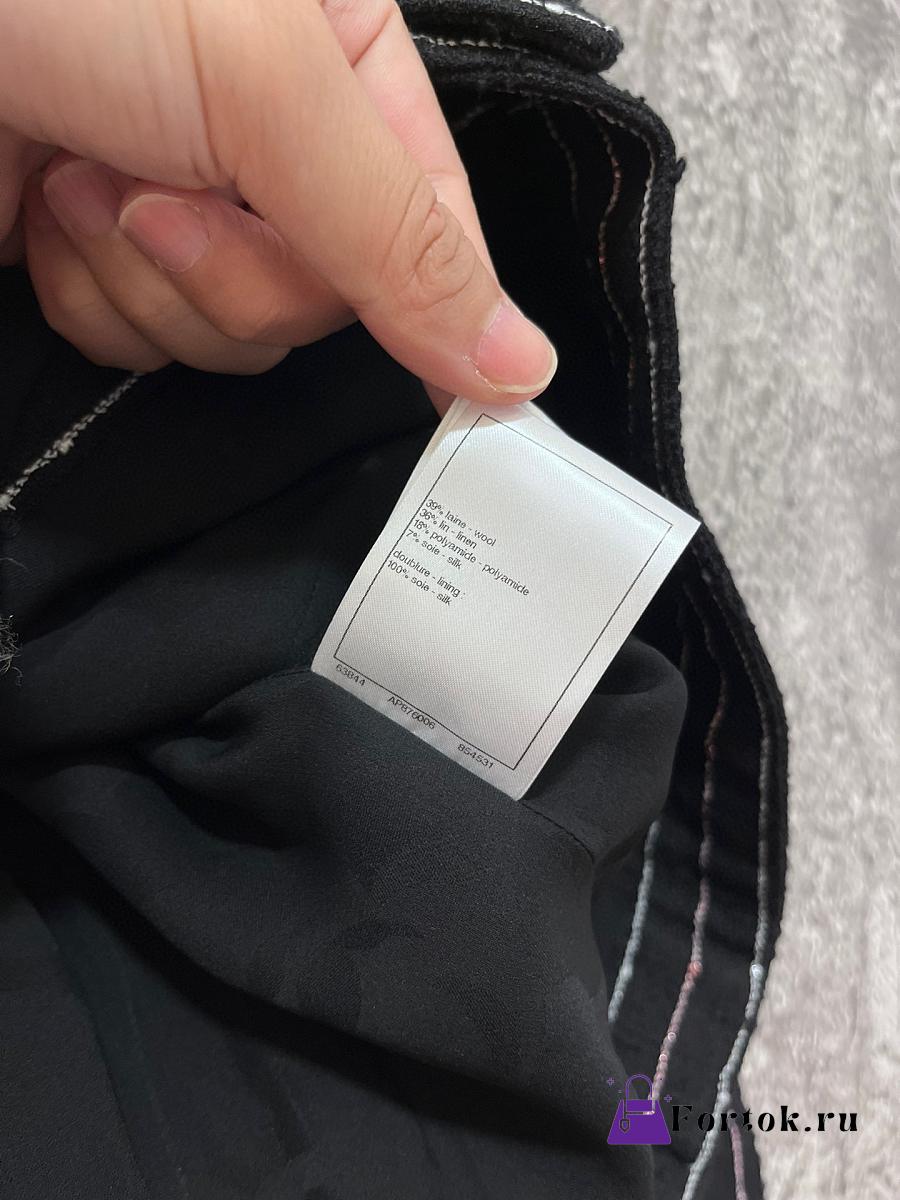 39% laine - wool
36% lin - linen
18% polyamide - polyamide
7% soie - silk
doublure - lining :
100% soie - silk
63844 AP876006 854531
Fortok.ru